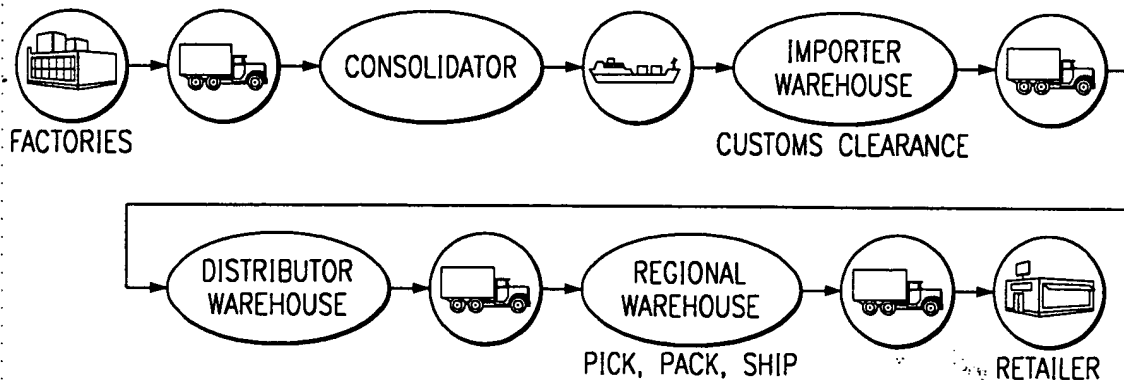 CONSOLIDATOR
IMPORTER
WAREHOUSE
FACTORIES
CUSTOMS CLEARANCE
DISTRIBUTOR
WAREHOUSE
REGIONAL
WAREHOUSE
PICK, PACK, SHIP
RETAILER